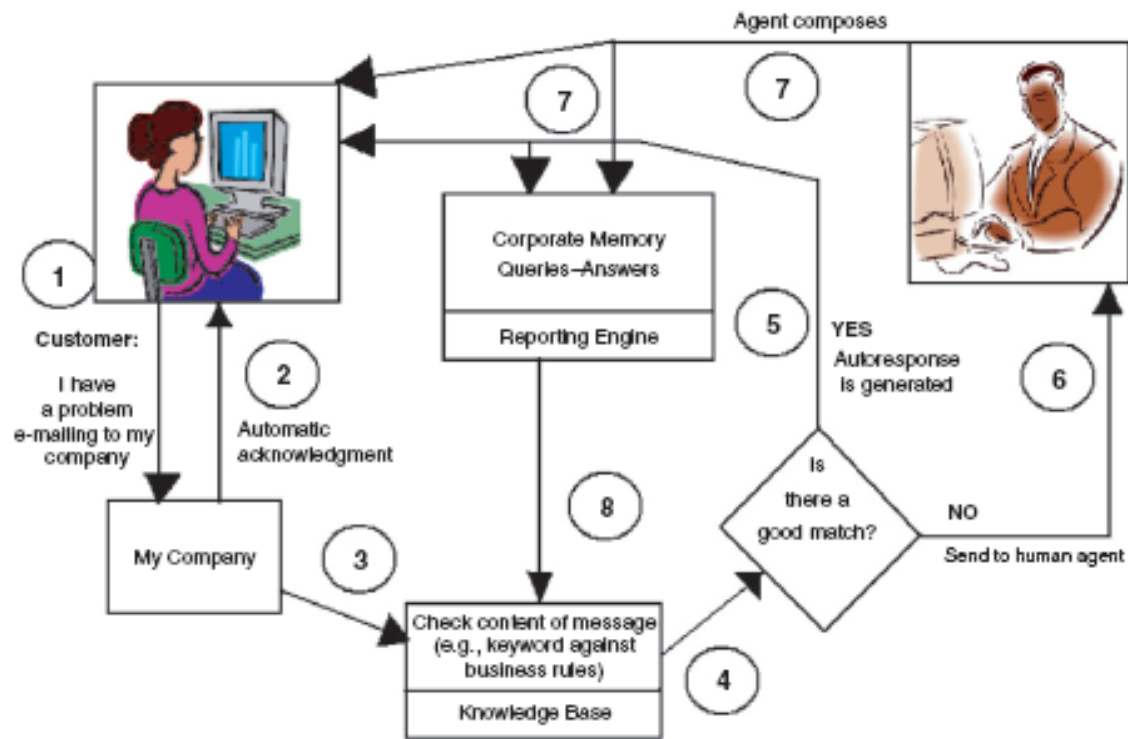 Agent composes
7
7
1
Customer:
I have
a problem
e-mailing to my
company
2
Automatic
acknowledgment
Corporate Memory
Queries–Answers
Reporting Engine
5
YES
Autoresponse
is generated
6
My Company
3
8
Is
there a
good match?
NO
Send to human agent
Check content of message
(e.g., keyword against
business rules)
Knowledge Base
4